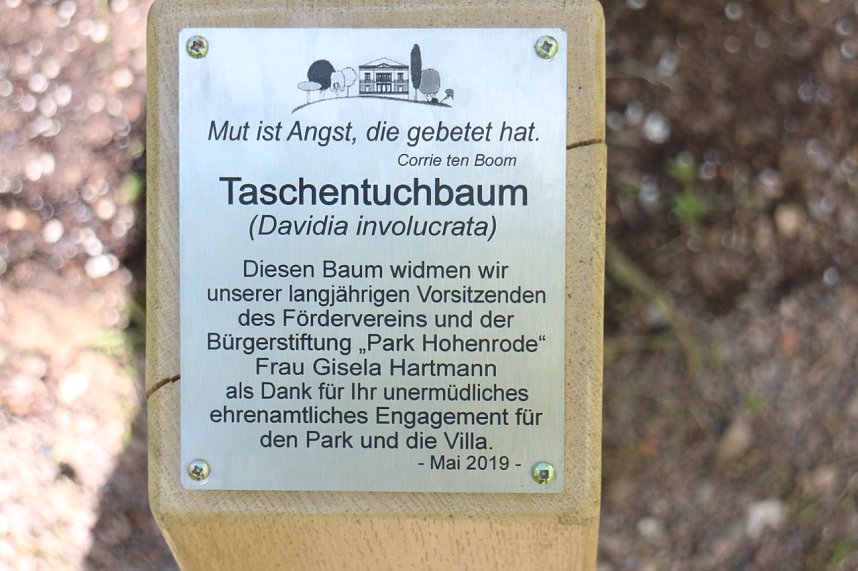 Mut ist Angst, die gebetet hat.
Corrie ten Boom
Taschentuchbaum
(Davidia involucrata)
Diesen Baum widmen wir
unserer langjährigen Vorsitzenden
des Fördervereins und der
Bürgerstiftung „Park Hohenrode“
Frau Gisela Hartmann
als Dank für Ihr unermüdliches
ehrenamtliches Engagement für
den Park und die Villa.
- Mai 2019 -